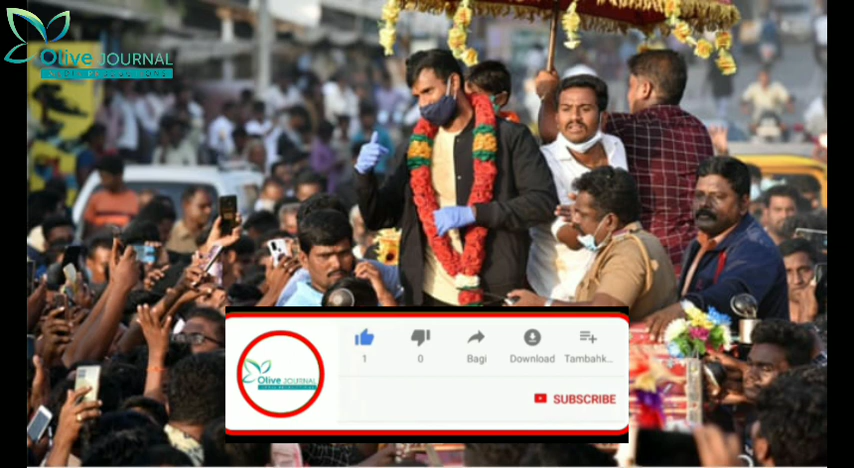 Olive JOURNAL
Olive JOURNAL
1
0
Bagi
Download
Tambahk...
SUBSCRIBE